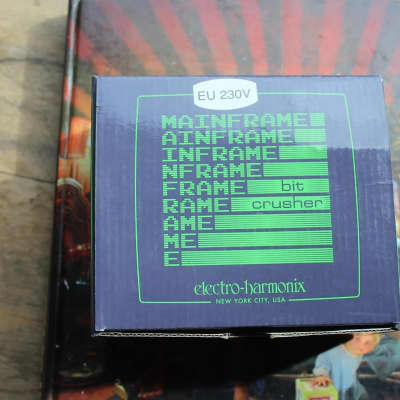 EU 230V
MAINFRAME
AINFRAME
INFRAME
NFRAME
FRAME bit
RAME crusher
AME
ME
E
electro-harmonix
NEW YORK CITY, USA